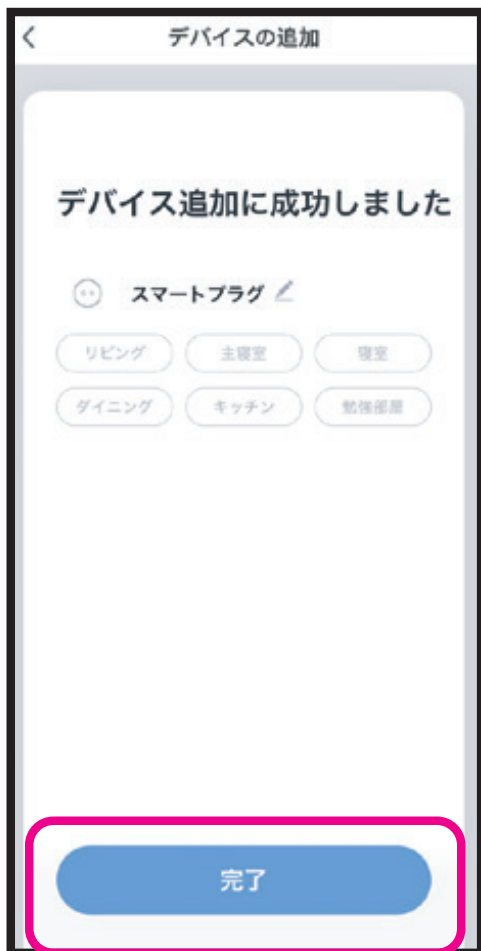 デバイスの追加
デバイス追加に成功しました
スマートプラグ
リビング 主寝室 寝室
ダイニング キッチン 勉強部屋
完了